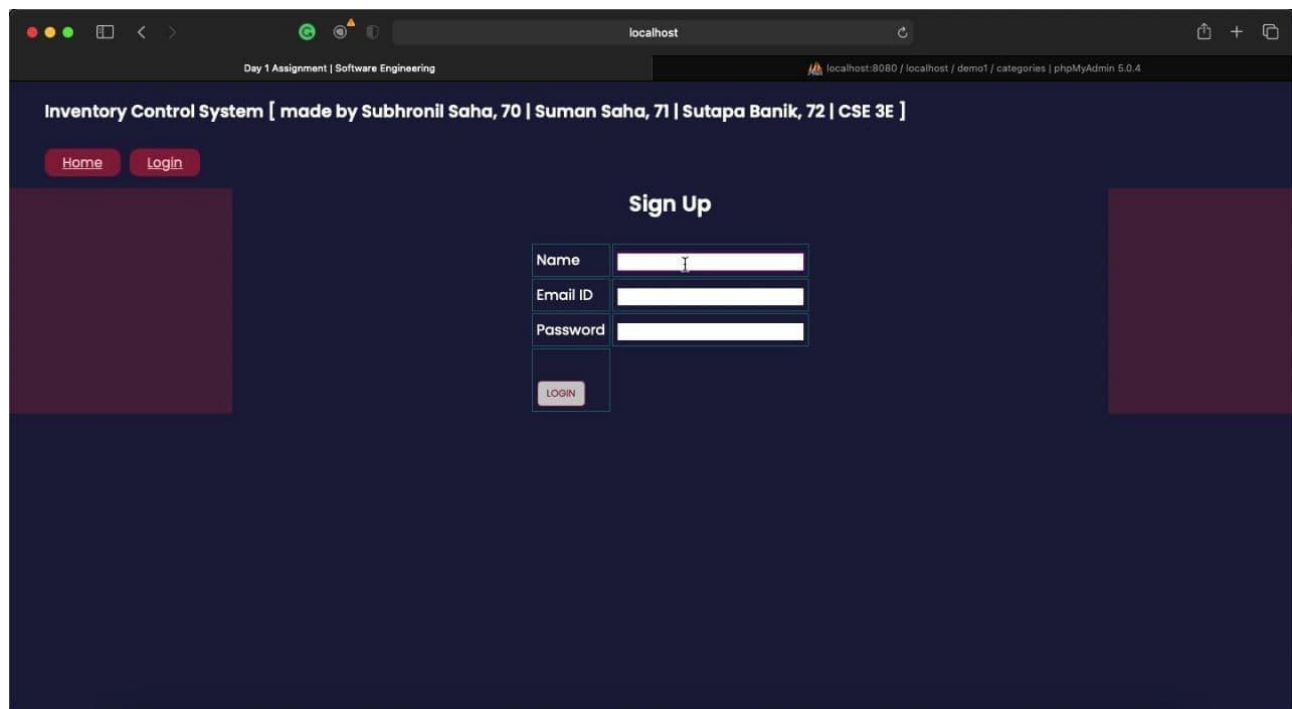 localhost
Day 1 Assignment | Software Engineering
localhost:8080 / localhost / demo1 / categories | phpMyAdmin 5.0.4
Inventory Control System [ made by Subhronil Saha, 70 | Suman Saha, 71 | Sutapa Banik, 72 | CSE 3E ]
Home Login
Sign Up
Name
Email ID
Password
LOGIN